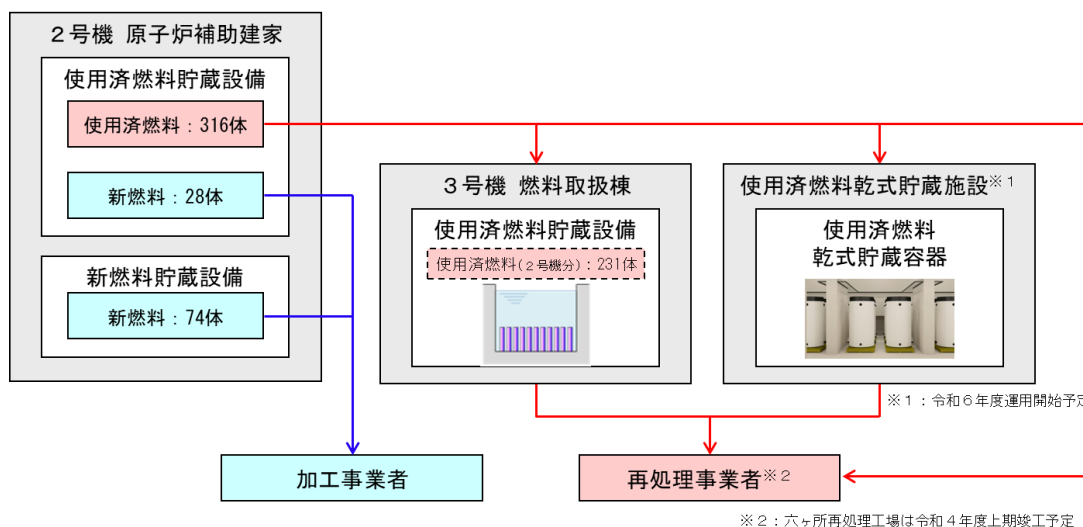 ２号機 原子炉補助建家
使用済燃料貯蔵設備
使用済燃料：316体
新燃料：28体
新燃料貯蔵設備
新燃料：74体
３号機 燃料取扱棟
使用済燃料貯蔵設備
使用済燃料(２号機分)：231体
使用済燃料乾式貯蔵施設※１
使用済燃料
乾式貯蔵容器
※１：令和６年度運用開始予定
加工事業者
再処理事業者※２
※２：六ヶ所再処理工場は令和４年度上期竣工予定